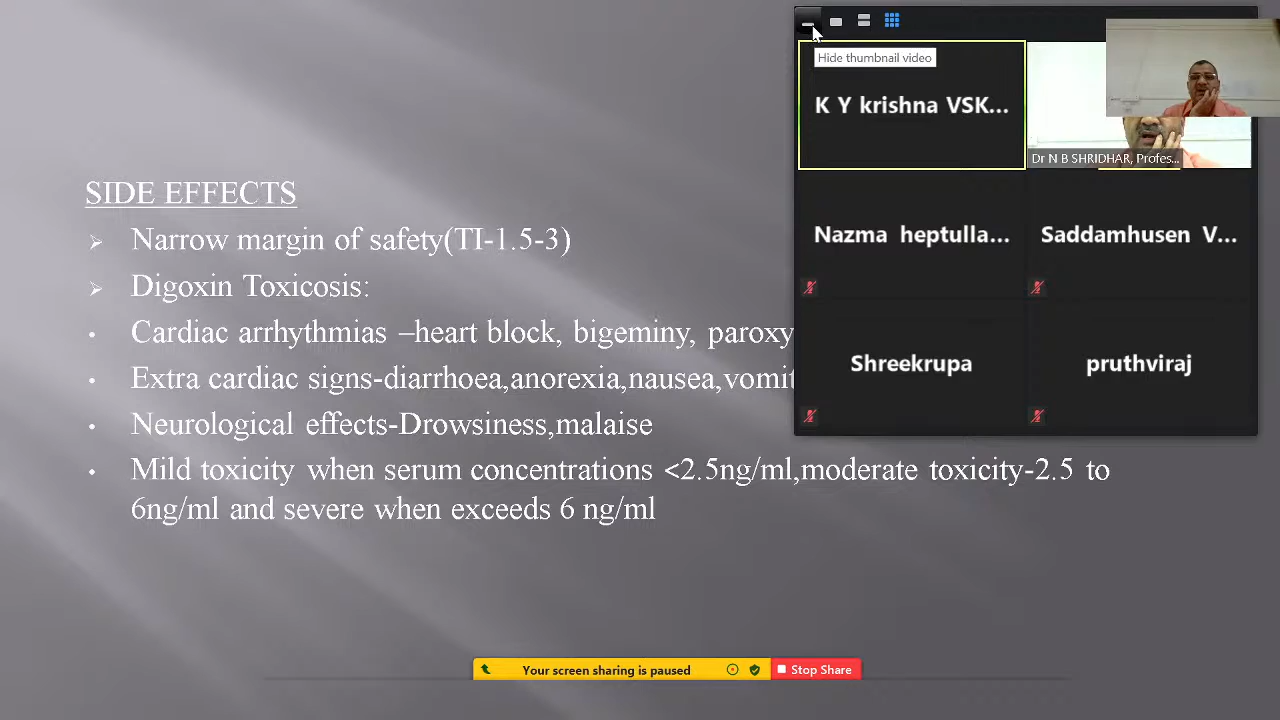 SIDE EFFECTS
Narrow margin of safety(TI-1.5-3)
Digoxin Toxicosis:
Cardiac arrhythmias –heart block, bigeminy, paroxy
Extra cardiac signs-diarrhoea,anorexia,nausea,vomit
Neurological effects-Drowsiness,malaise
Mild toxicity when serum concentrations <2.5ng/ml,moderate toxicity-2.5 to
6ng/ml and severe when exceeds 6 ng/ml
Hide thumbnail video
K Y krishna VSK...
Dr N B SHRIDHAR, Profes...
Nazma heptulla...
Saddamhusen V...
Shreekrupa
pruthviraj
Your screen sharing is paused
Stop Share